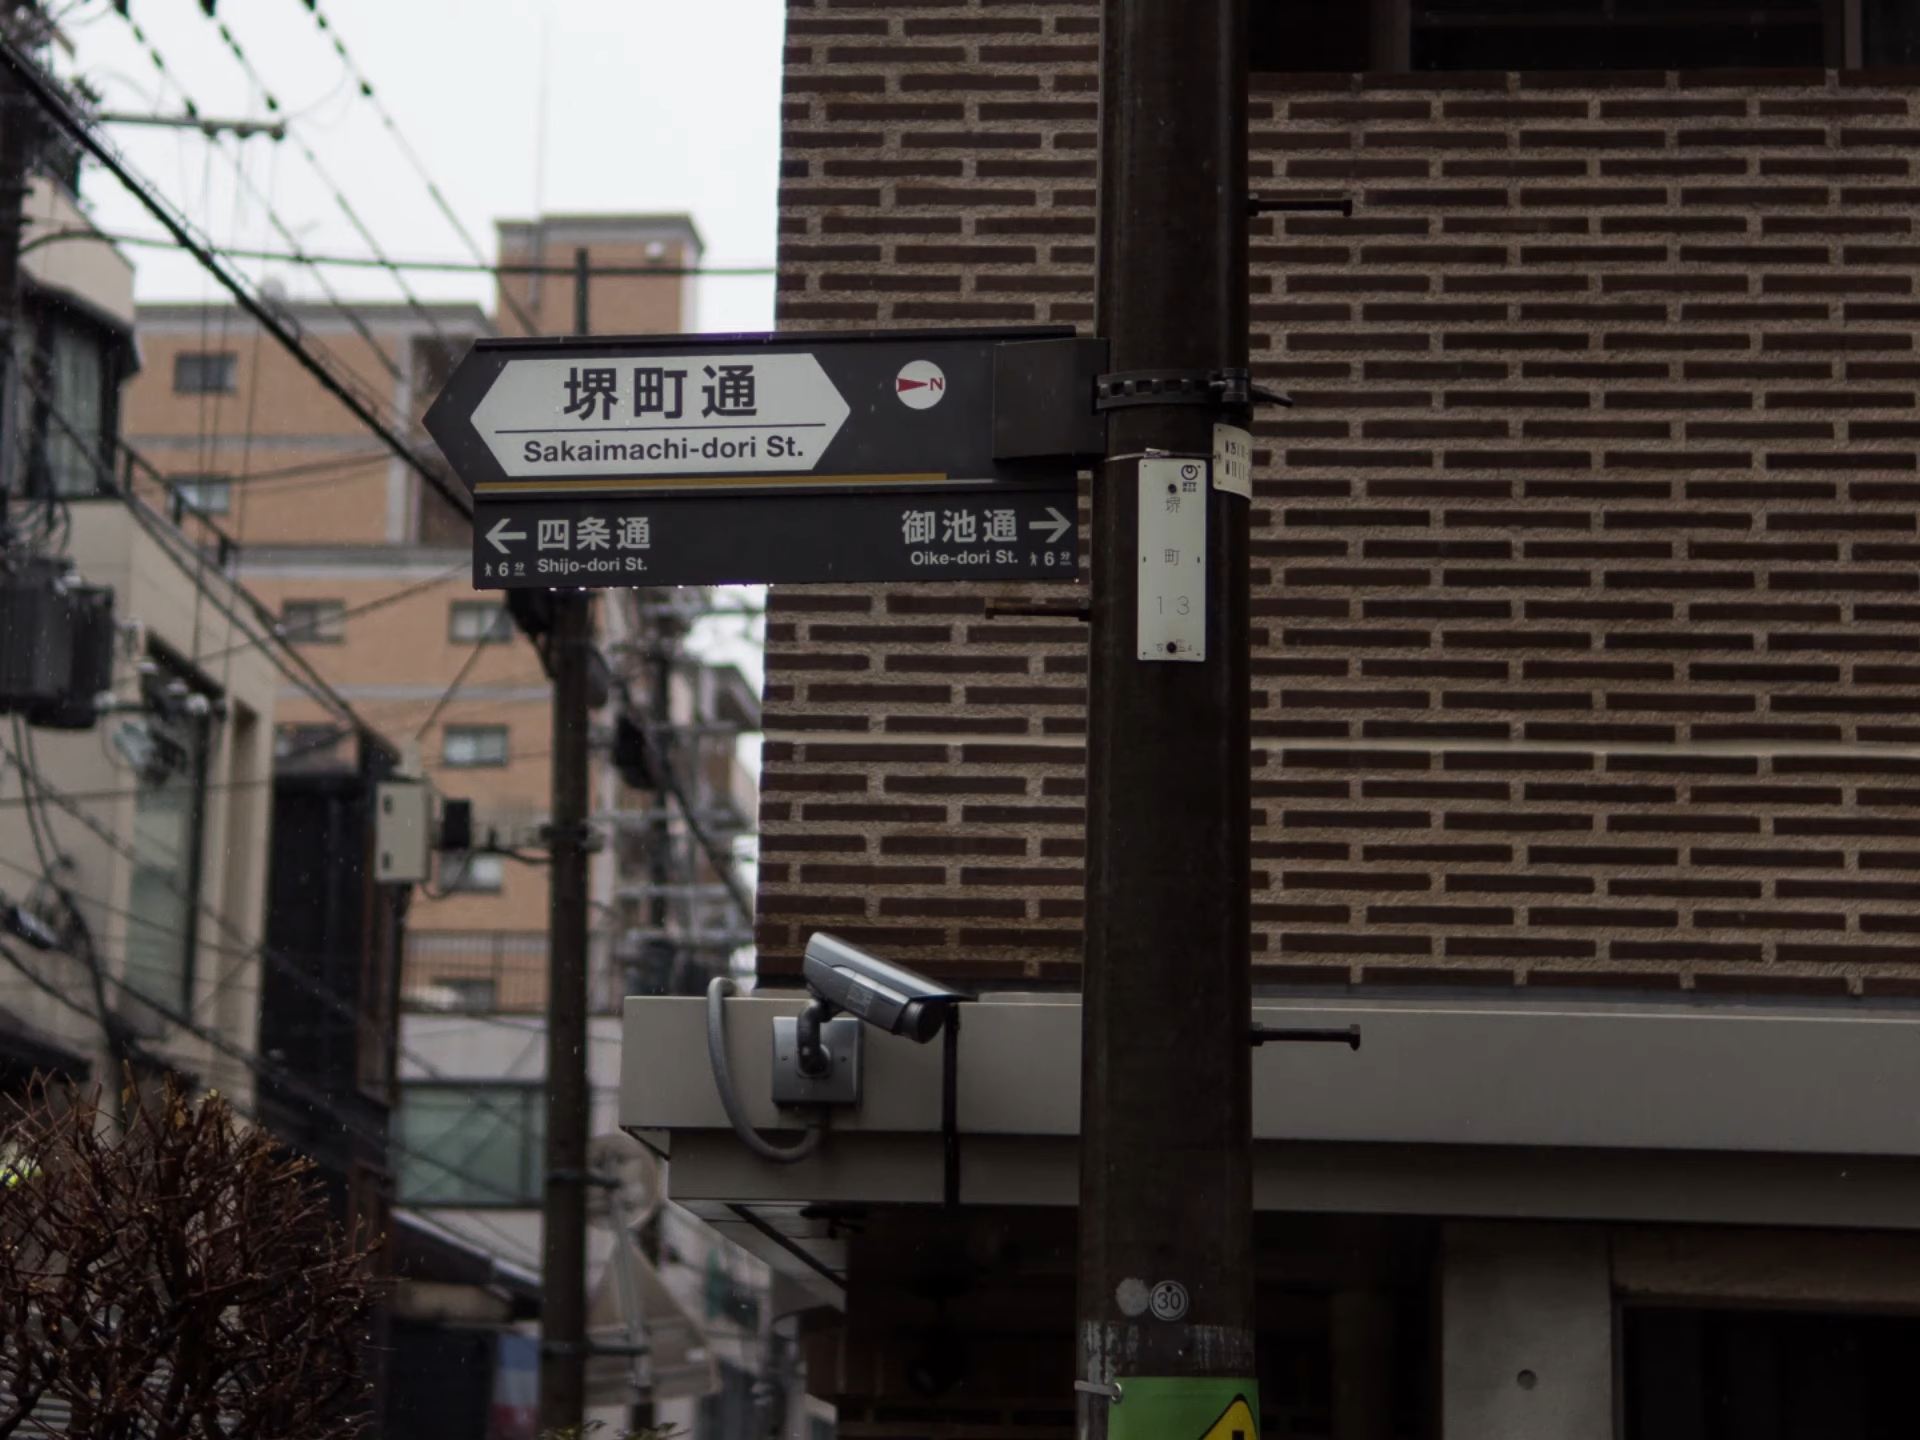 堺町通
N
Sakaimachi-dori St.
← 四条通
6分 Shijo-dori St.
御池通 →
Oike-dori St. 6分
NTT
堺
町
13
30